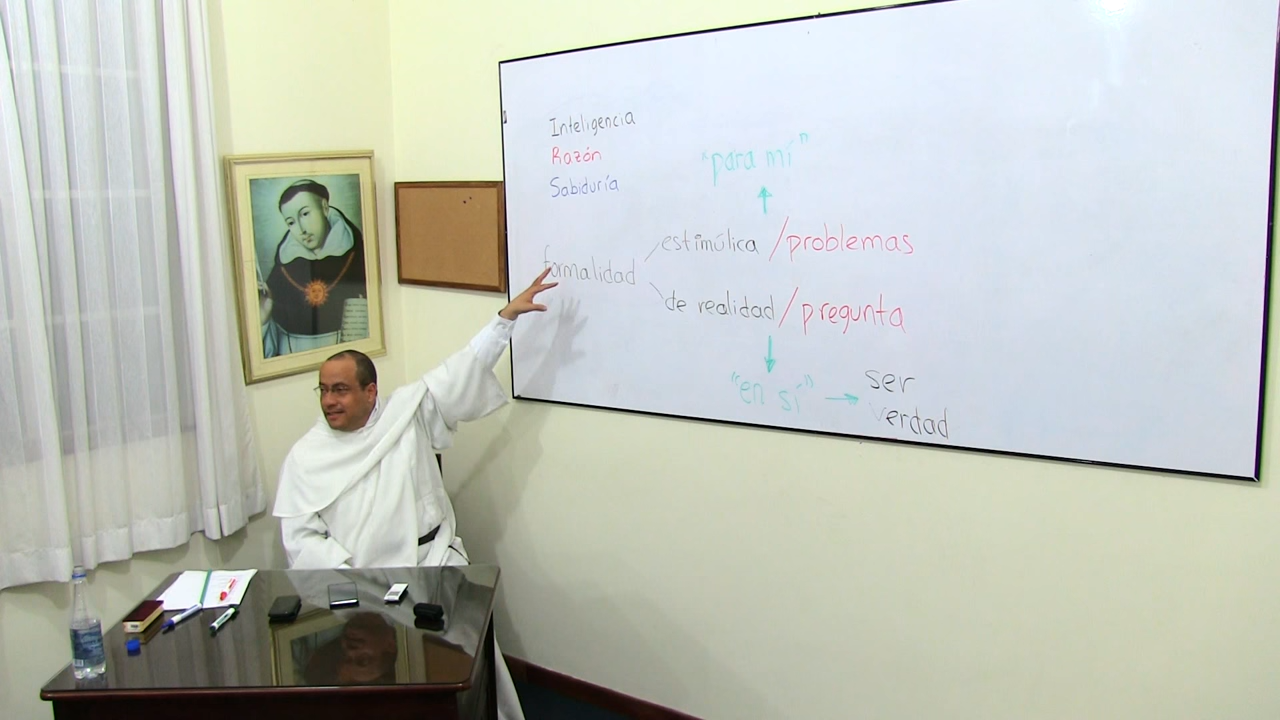 Inteligencia
Razón
Sabiduría
"para mí"
estimúlica /problemas
formalidad
de realidad /pregunta
"en sí" → ser
verdad